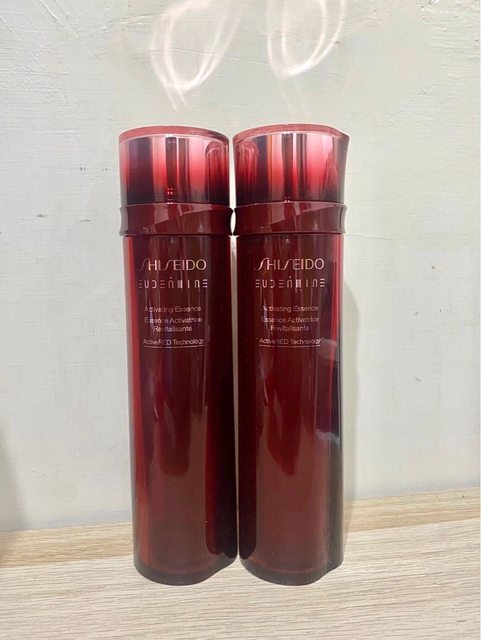 SHISEIDO
EUDERMINE
Activating Essence
Essence Activatrice
Revitalisante
ActiveRED Technology
SHISEIDO
EUDERMINE
Activating Essence
Essence Activatrice
Revitalisante
ActiveRED Technology